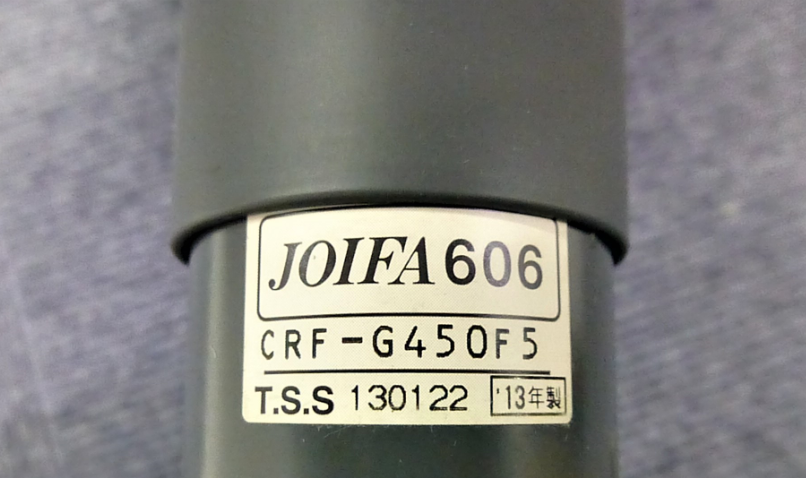 JOIFA 606
CRF-G450F5
T.S.S 130122 '13年製